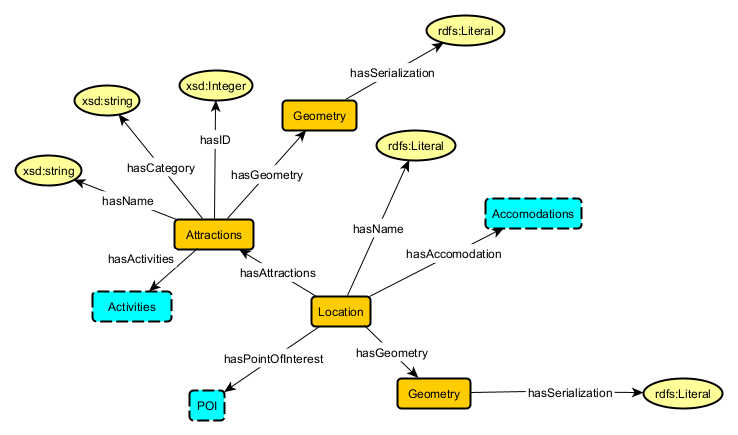 rdfs:Literal
hasSerialization
xsd:Integer
xsd:string
Geometry
hasID
rdfs:Literal
hasCategory
xsd:string
hasGeometry
hasName
Accomodations
hasName
Attractions
hasAccomodation
hasActivities
hasAttractions
Activities
Location
hasGeometry
hasPointOfInterest
Geometry
hasSerialization
rdfs:Literal
POI